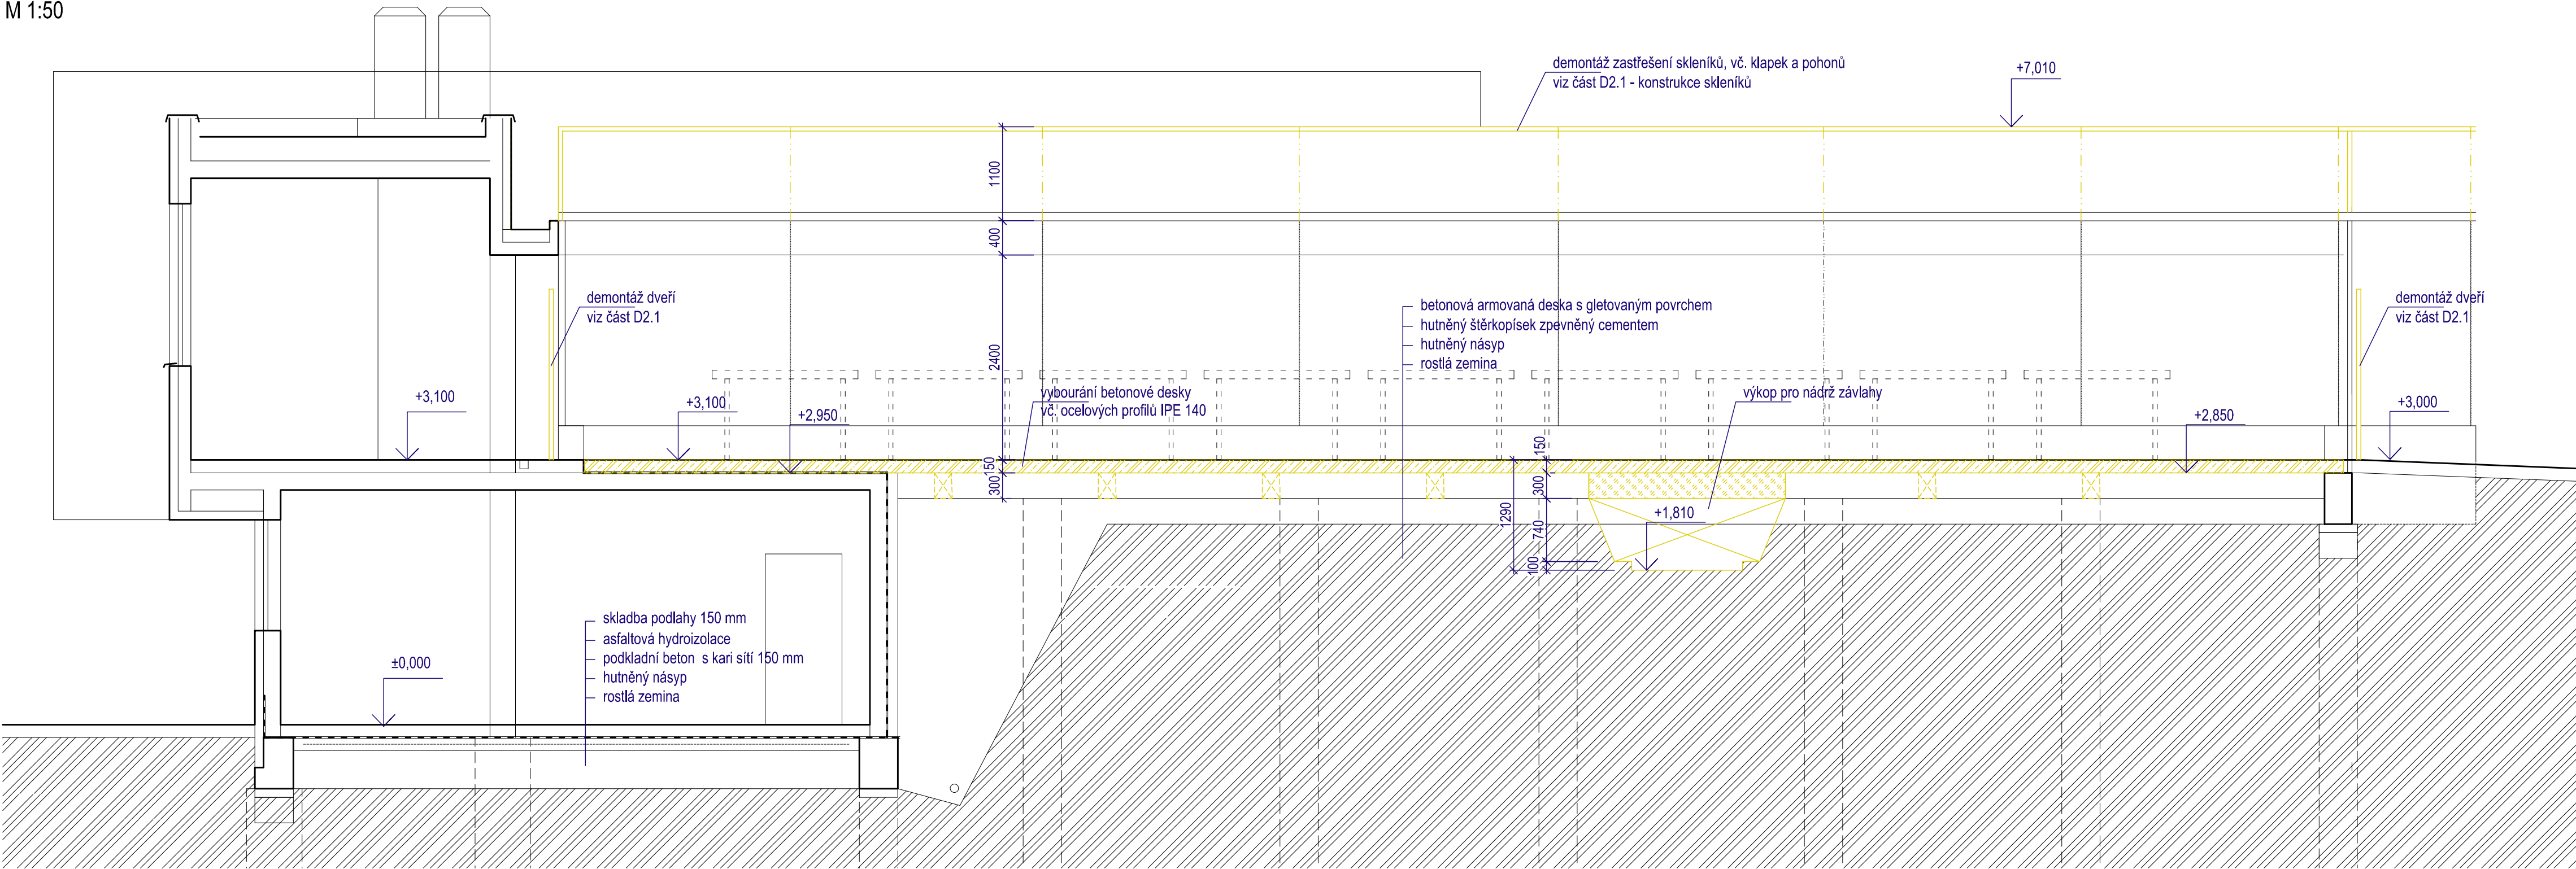 M 1:50
demontáž zastřešení skleníků, vč. klapek a pohonů
viz část D2.1 - konstrukce skleníků
+7,010
1100
400
2400
150
300
demontáž dveří
viz část D2.1
betonová armovaná deska s gletovaným povrchem
hutněný štěrkopísek zpevněný cementem
hutněný násyp
rostlá zemina
demontáž dveří
viz část D2.1
+3,100
+3,100
+2,950
vybourání betonové desky
vč. ocelových profilů IPE 140
výkop pro nádrž závlahy
+2,850
+3,000
150
300
740
100
1290
+1,810
skladba podlahy 150 mm
asfaltová hydroizolace
podkladní beton s kari sítí 150 mm
hutněný násyp
rostlá zemina
±0,000